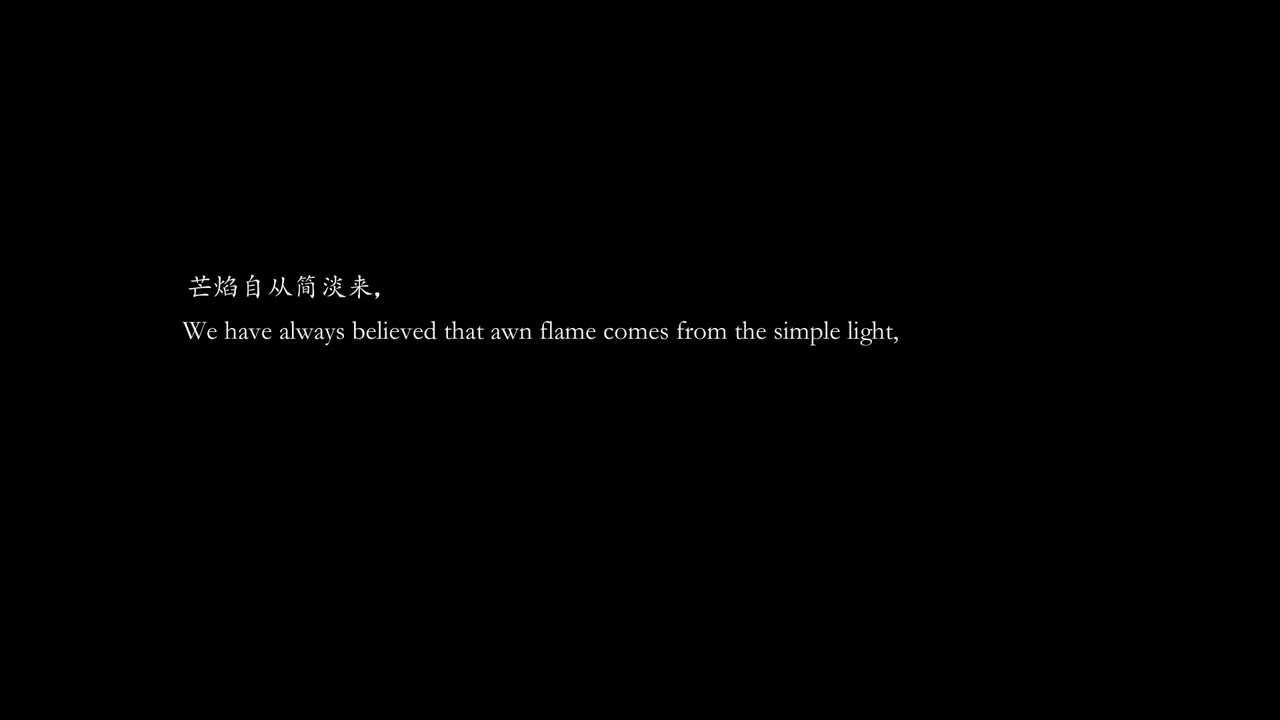 芒焰自从简淡来，
We have always believed that awn flame comes from the simple light,